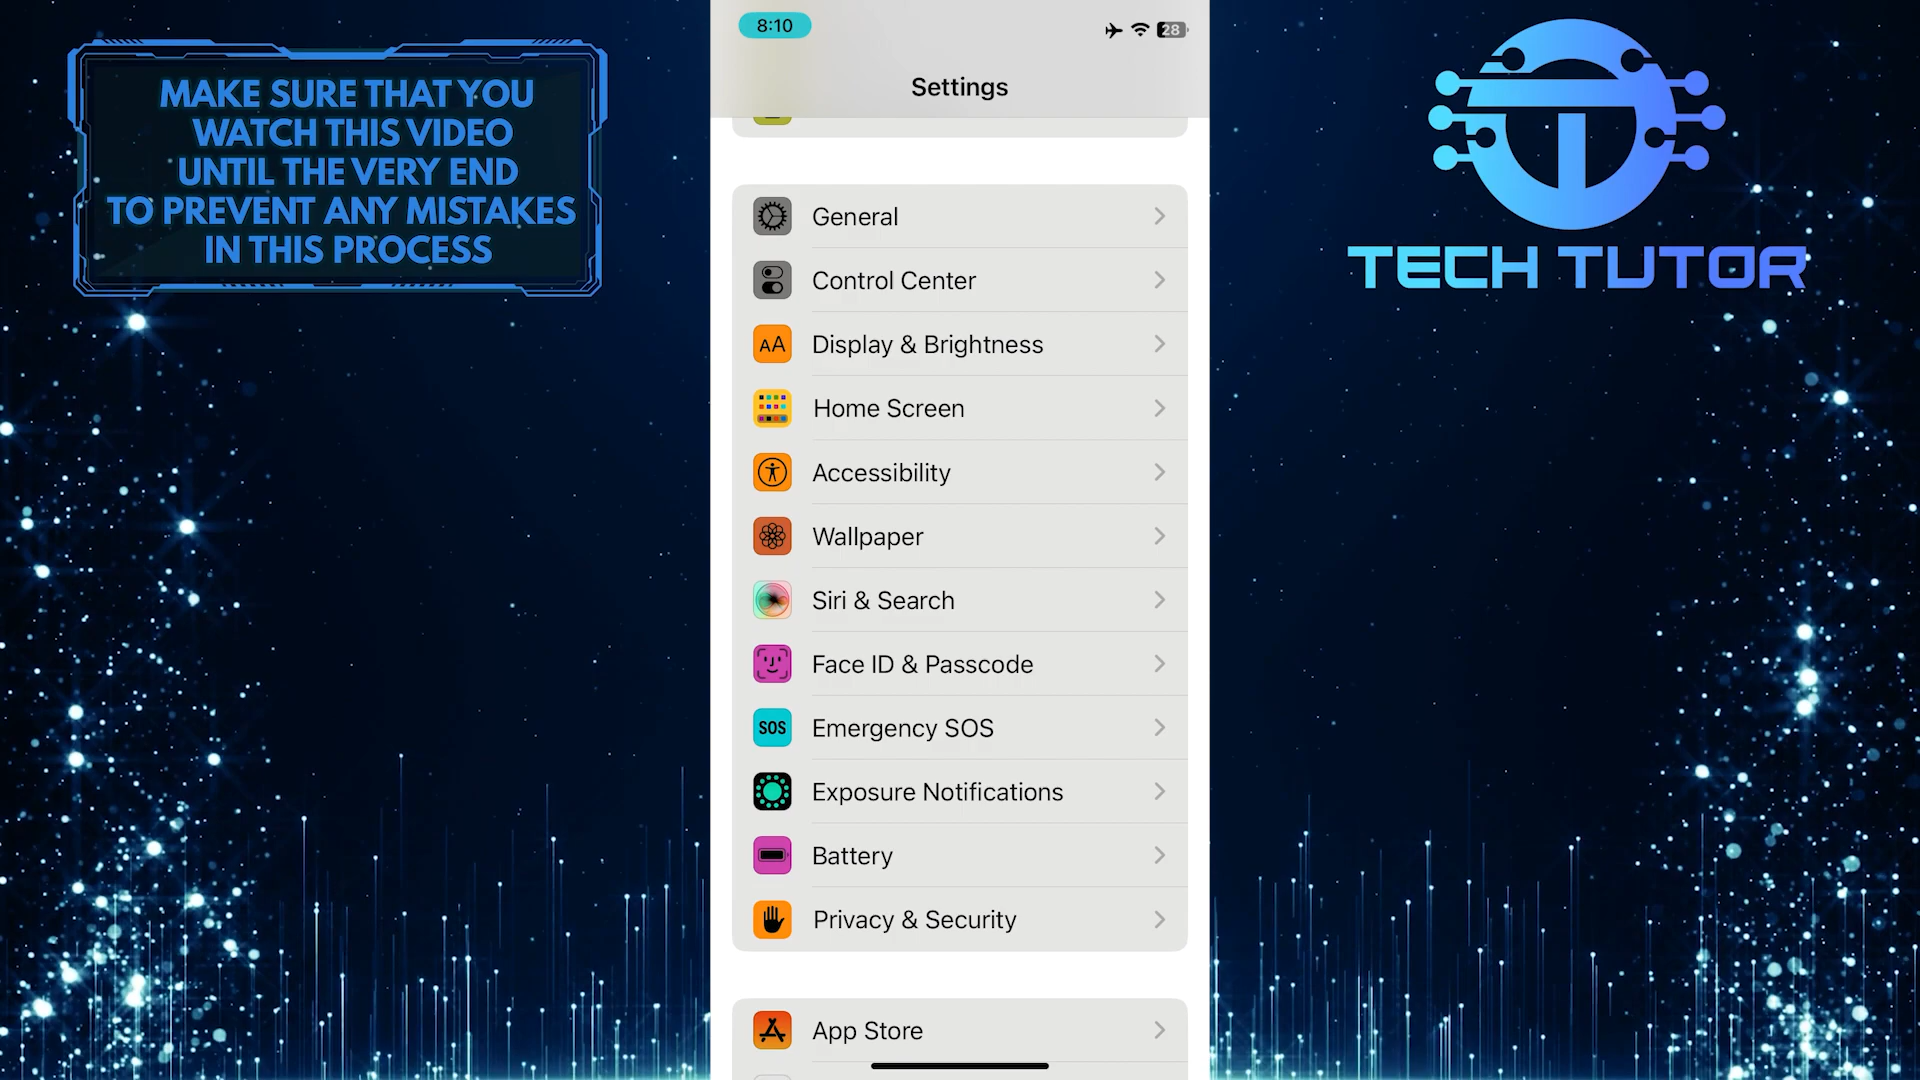 MAKE SURE THAT YOU
WATCH THIS VIDEO
UNTIL THE VERY END
TO PREVENT ANY MISTAKES
IN THIS PROCESS
8:10
28
Settings
General
Control Center
AA Display & Brightness
Home Screen
Accessibility
Wallpaper
Siri & Search
Face ID & Passcode
SOS Emergency SOS
Exposure Notifications
Battery
Privacy & Security
App Store
TECH TUTOR